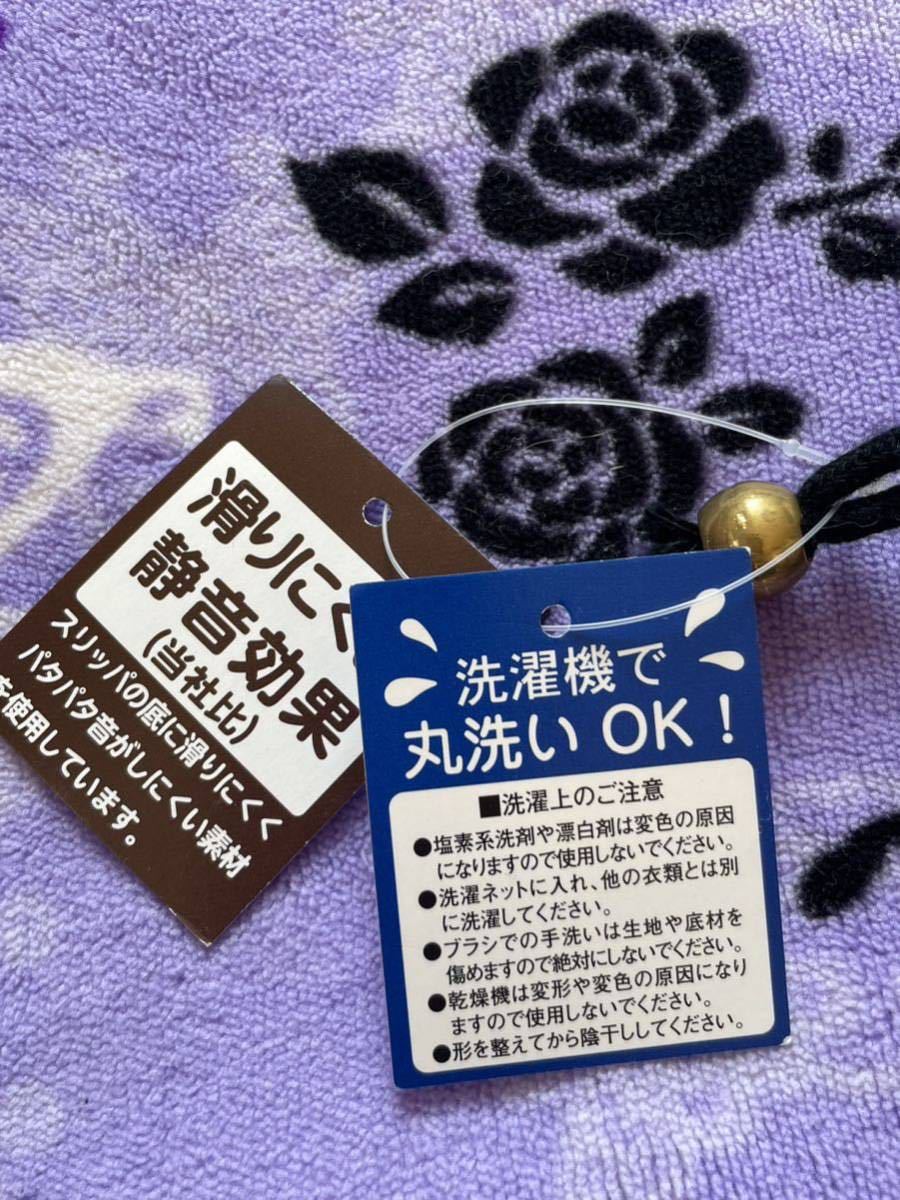 滑りにく
静音効果
(当社比)
スリッパの底に滑りにくく
パタパタ音がしにくい素材
を使用しています。
洗濯機で
丸洗い OK！
■洗濯上のご注意
●塩素系洗剤や漂白剤は変色の原因
になりますので使用しないでください。
●洗濯ネットに入れ、他の衣類とは別
に洗濯してください。
●ブラシでの手洗いは生地や底材を
傷めますので絶対にしないでください。
●乾燥機は変形や変色の原因になり
ますので使用しないでください。
●形を整えてから陰干ししてください。